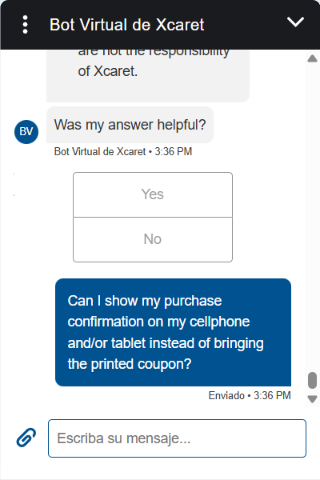 Bot Virtual de Xcaret
are not the responsibility
of Xcaret.
BV
Was my answer helpful?
Bot Virtual de Xcaret • 3:36 PM
Yes
No
Can I show my purchase
confirmation on my cellphone
and/or tablet instead of bringing
the printed coupon?
Enviado • 3:36 PM
Escriba su mensaje...